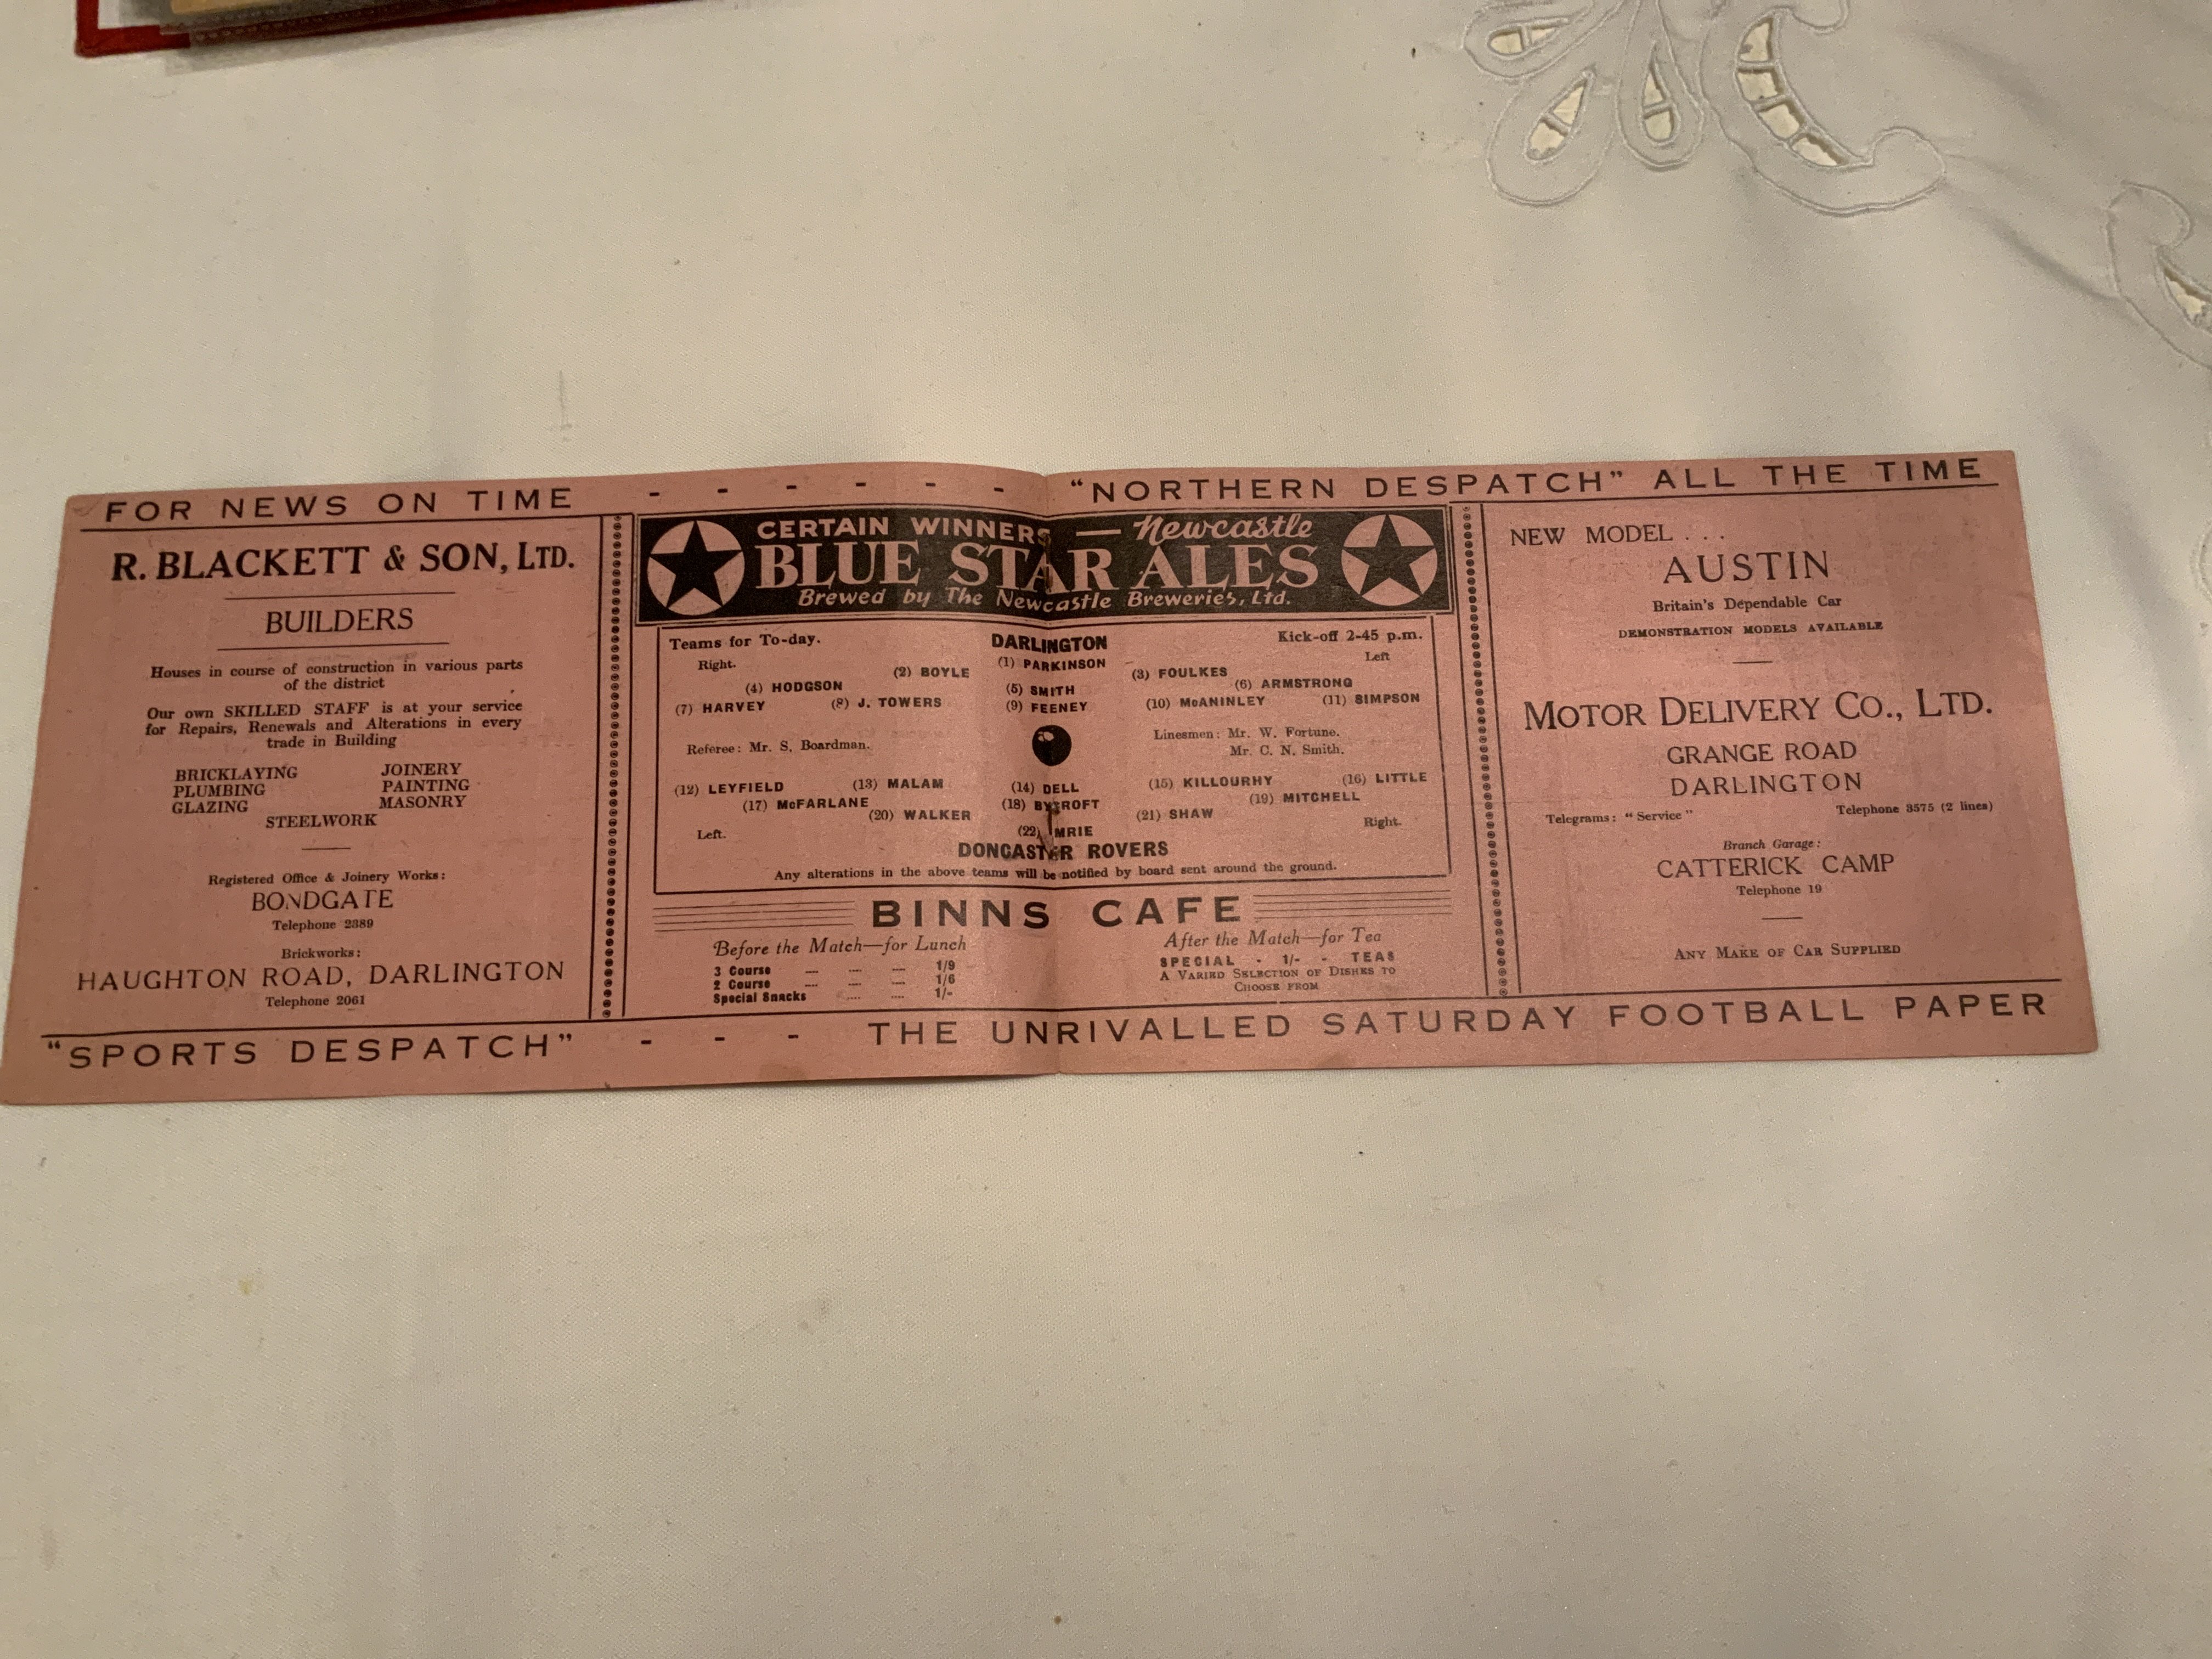 FOR NEWS ON TIME - - - - - - "NORTHERN DESPATCH" ALL THE TIME
R. BLACKETT & SON, LTD.
BUILDERS
Houses in course of construction in various parts
of the district
Our own SKILLED STAFF is at your service
for Repairs, Renewals and Alterations in every
trade in Building
BRICKLAYING JOINERY
PLUMBING PAINTING
GLAZING MASONRY
STEELWORK
Registered Office & Joinery Works:
BONDGATE
Telephone 2389
Brickworks:
HAUGHTON ROAD, DARLINGTON
Telephone 2061
CERTAIN WINNERS — Newcastle
BLUE STAR ALES
Brewed by The Newcastle Breweries, Ltd.
Teams for To-day. DARLINGTON Kick-off 2-45 p.m.
Right. (1) PARKINSON Left
(2) BOYLE (3) FOULKES
(4) HODGSON (5) SMITH (6) ARMSTRONG
(7) HARVEY (8) J. TOWERS (9) FEENEY (10) McANINLEY (11) SIMPSON
Referee: Mr. S. Boardman. Linesmen: Mr. W. Fortune.
Mr. C. N. Smith.
(12) LEYFIELD (13) MALAM (14) DELL (15) KILLOURHY (16) LITTLE
(17) McFARLANE (18) BYCROFT (19) MITCHELL
(20) WALKER (21) SHAW
Left. (22) IMRIE Right.
DONCASTER ROVERS
Any alterations in the above teams will be notified by board sent around the ground.
BINNS CAFE
Before the Match—for Lunch
3 Course .... .... .... 1/9
2 Course .... .... .... 1/6
Special Snacks .... .... 1/-
After the Match—for Tea
SPECIAL - 1/- - TEAS
A VARIED SELECTION OF DISHES TO
CHOOSE FROM
NEW MODEL . . .
AUSTIN
Britain's Dependable Car
DEMONSTRATION MODELS AVAILABLE
MOTOR DELIVERY CO., LTD.
GRANGE ROAD
DARLINGTON
Telegrams: "Service" Telephone 3575 (2 lines)
Branch Garage:
CATTERICK CAMP
Telephone 19
ANY MAKE OF CAR SUPPLIED
"SPORTS DESPATCH" - - - THE UNRIVALLED SATURDAY FOOTBALL PAPER